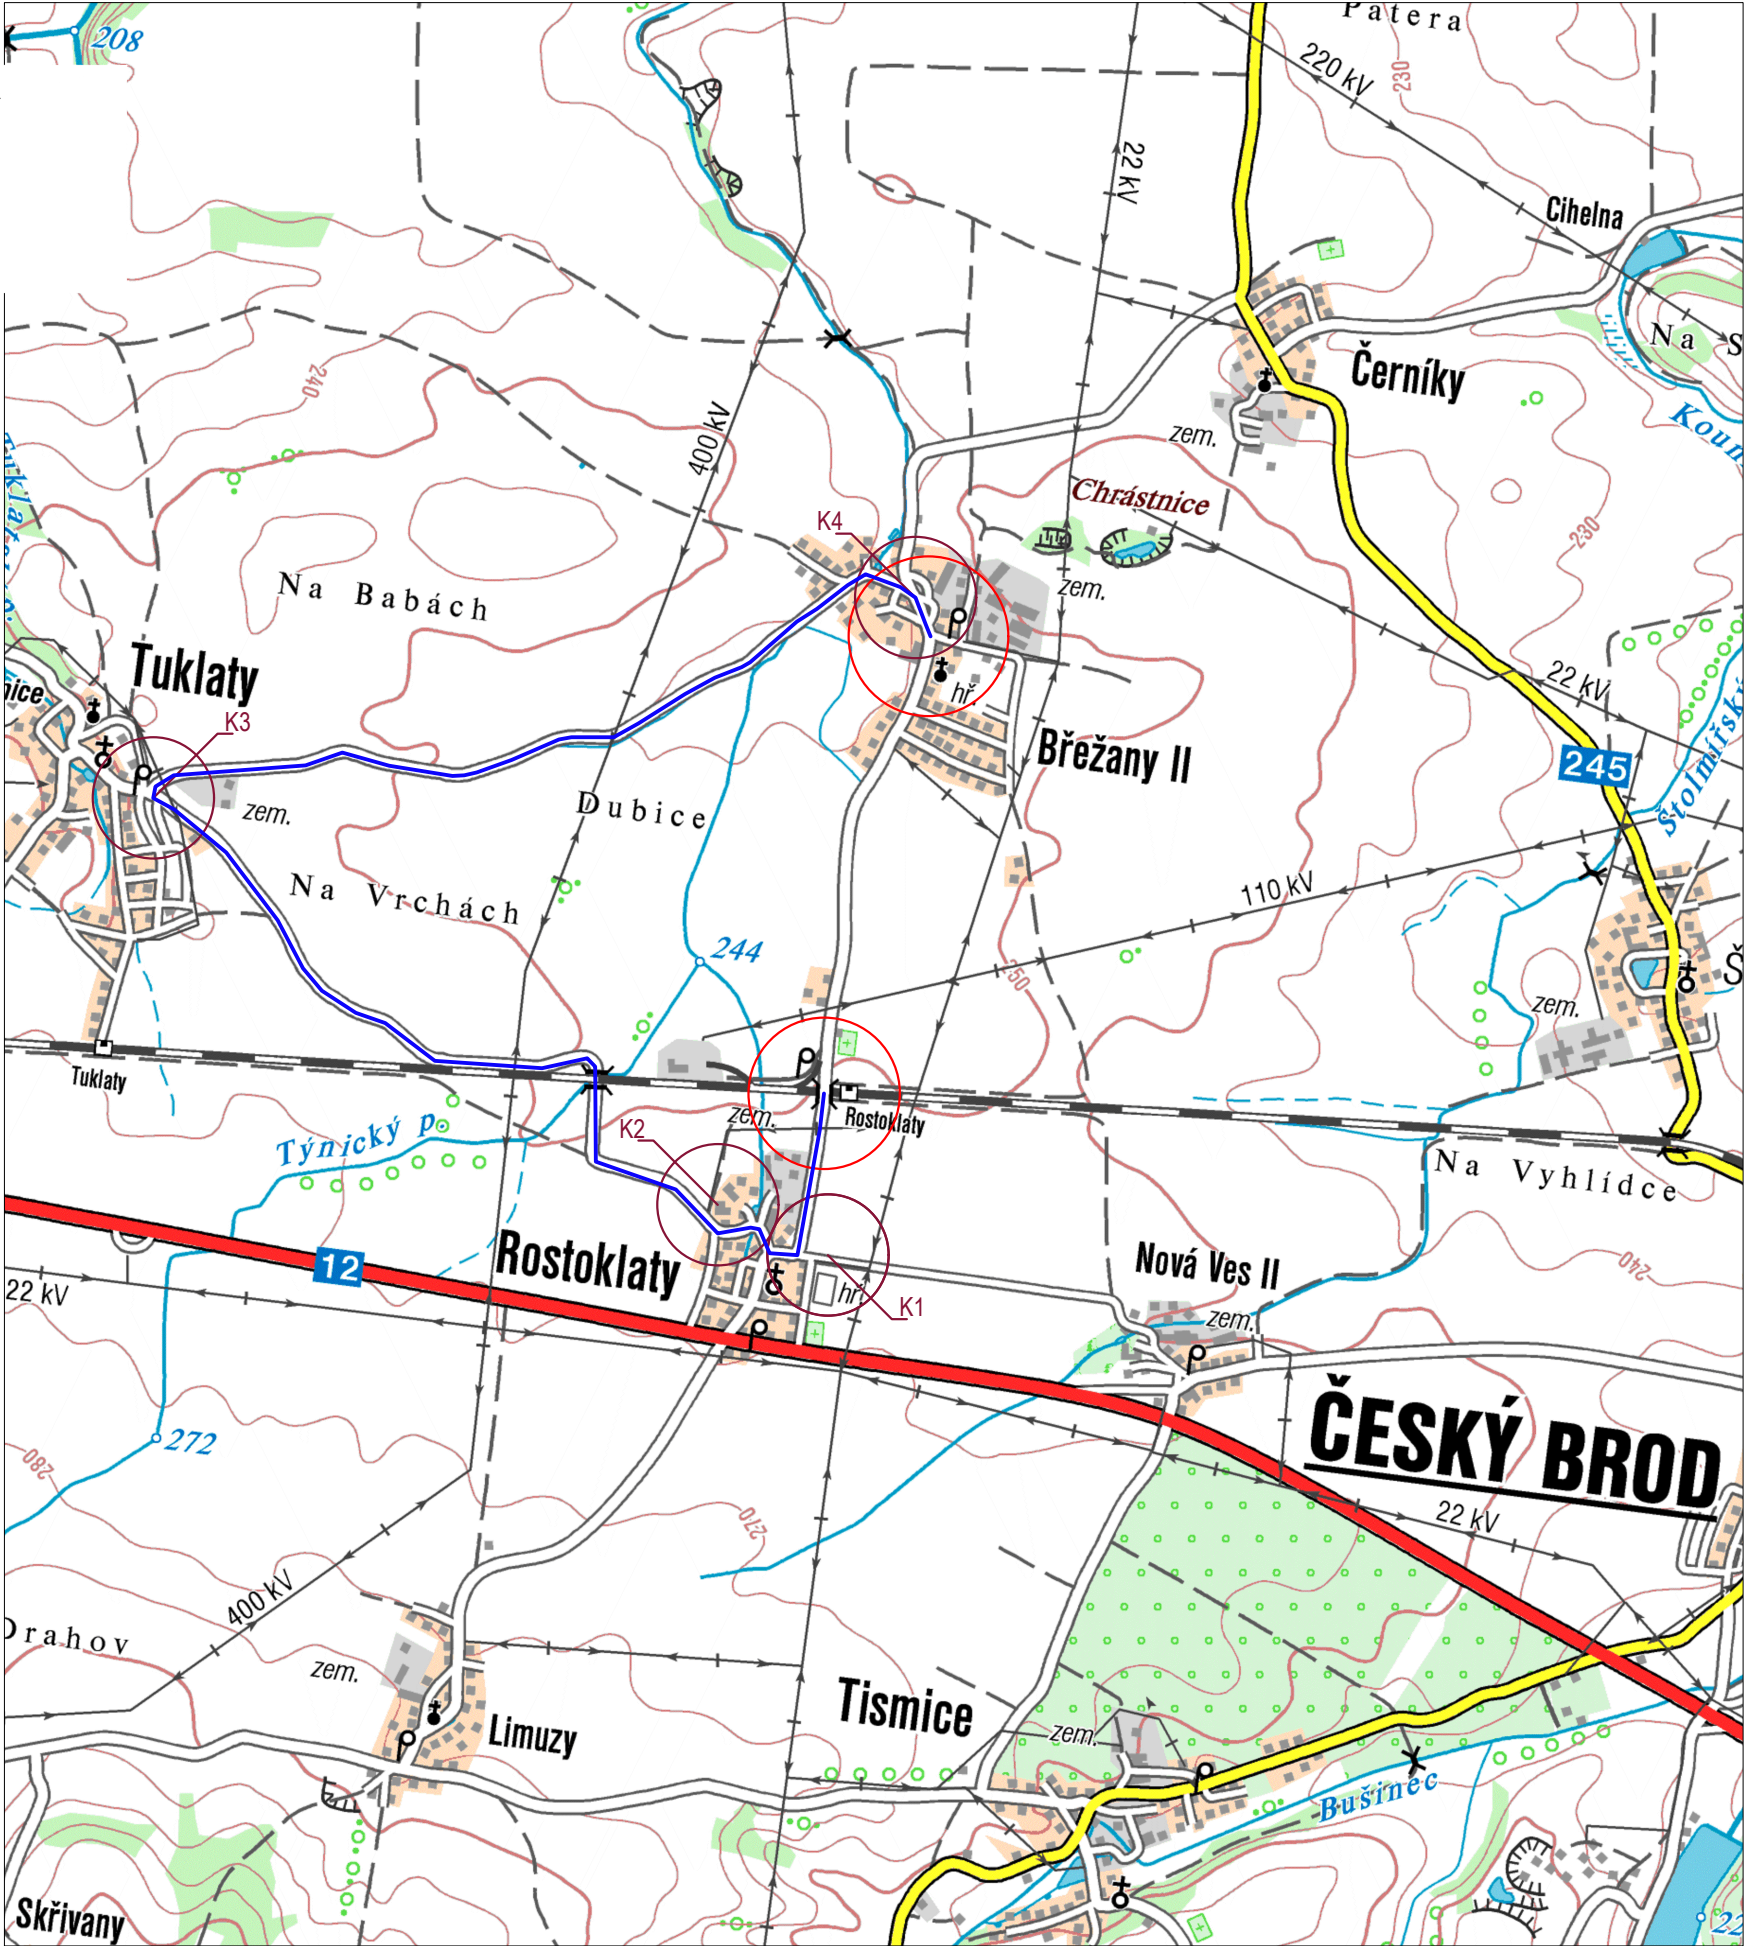 208
Patera
220 kV
230
22 kV
Cihelna
Na S
Černíky
240
400 kV
zem.
Koun
Chrástnice
K4
230
Na Babách
zem.
Tuklaty
22 kV
K3
hř.
Břežany II
245
Štolmířský
Dubice
zem.
110 kV
Na Vrchách
244
250
Š
zem.
Tuklaty
zem.
Rostoklaty
Týnický p.
K2
Na Vyhlídce
Rostoklaty
12
Nová Ves II
240
22 kV
hř.
K1
zem.
ČESKÝ BROD
272
280
270
22 kV
400 kV
Drahov
zem.
Tismice
zem.
Limuzy
Bušinec
Skřivany
22